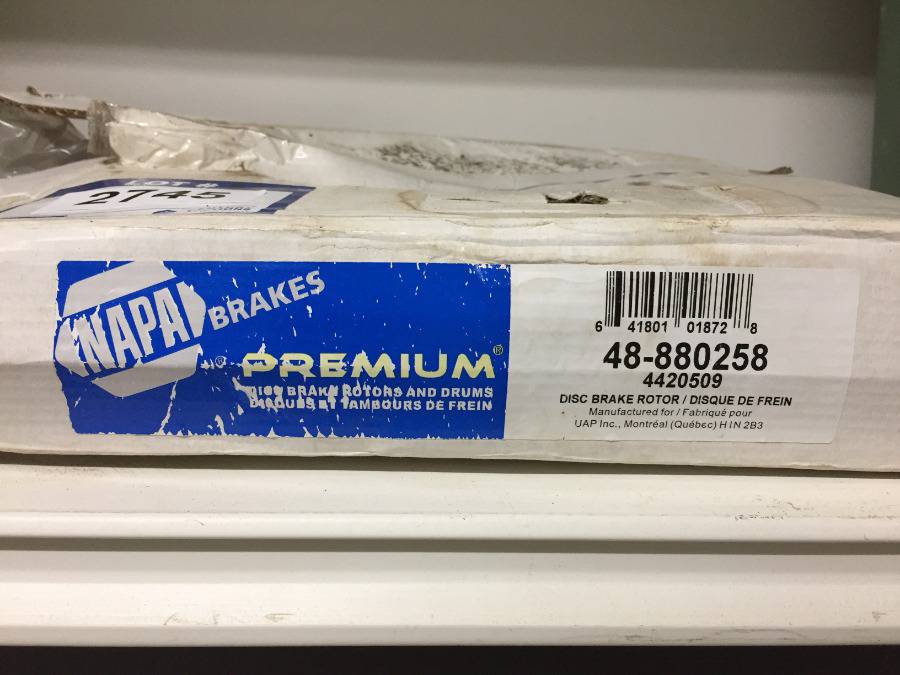 LOT #
2745
NAPA BRAKES
PREMIUM®
DISC BRAKE ROTORS AND DRUMS
DISQUES ET TAMBOURS DE FREIN
6 41801 01872 8
48-880258
4420509
DISC BRAKE ROTOR / DISQUE DE FREIN
Manufactured for / Fabriqué pour
UAP Inc., Montréal (Québec) H1N 2B3